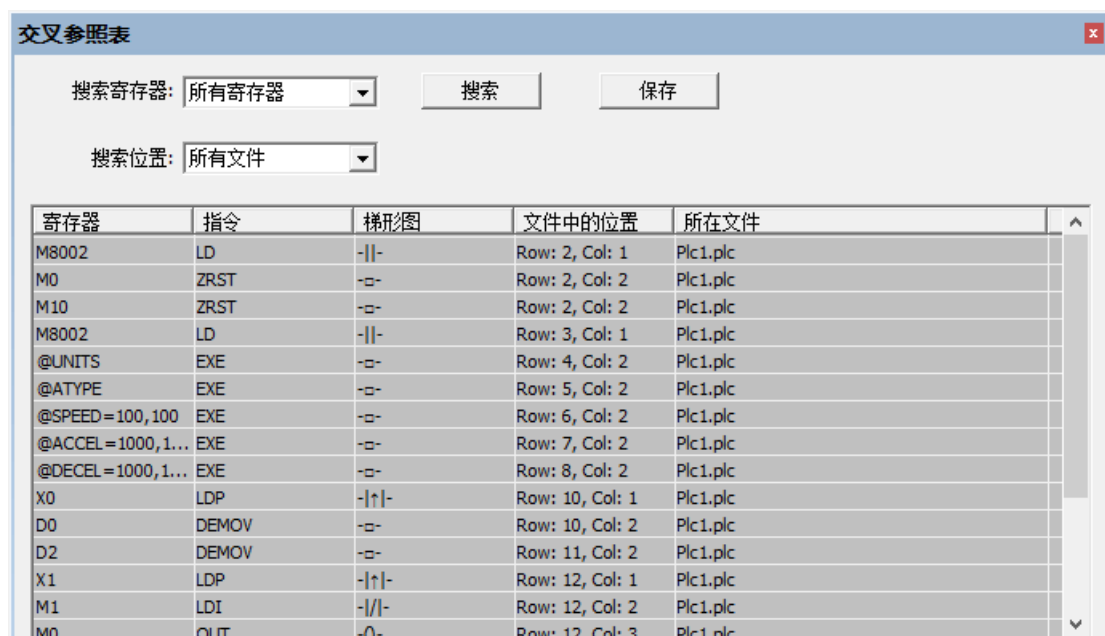 交叉参照表
搜索寄存器: 所有寄存器 搜索 保存
搜索位置: 所有文件
寄存器 指令 梯形图 文件中的位置 所在文件
M8002 LD -||- Row: 2, Col: 1 Plc1.plc
M0 ZRST -□- Row: 2, Col: 2 Plc1.plc
M10 ZRST -□- Row: 2, Col: 2 Plc1.plc
M8002 LD -||- Row: 3, Col: 1 Plc1.plc
@UNITS EXE -□- Row: 4, Col: 2 Plc1.plc
@ATYPE EXE -□- Row: 5, Col: 2 Plc1.plc
@SPEED=100,100 EXE -□- Row: 6, Col: 2 Plc1.plc
@ACCEL=1000,1... EXE -□- Row: 7, Col: 2 Plc1.plc
@DECEL=1000,1... EXE -□- Row: 8, Col: 2 Plc1.plc
X0 LDP -|↑|- Row: 10, Col: 1 Plc1.plc
D0 DEMOV -□- Row: 10, Col: 2 Plc1.plc
D2 DEMOV -□- Row: 11, Col: 2 Plc1.plc
X1 LDP -|↑|- Row: 12, Col: 1 Plc1.plc
M1 LDI -|/|- Row: 12, Col: 2 Plc1.plc
M0 OUT -()- Row: 12, Col: 3 Plc1.plc